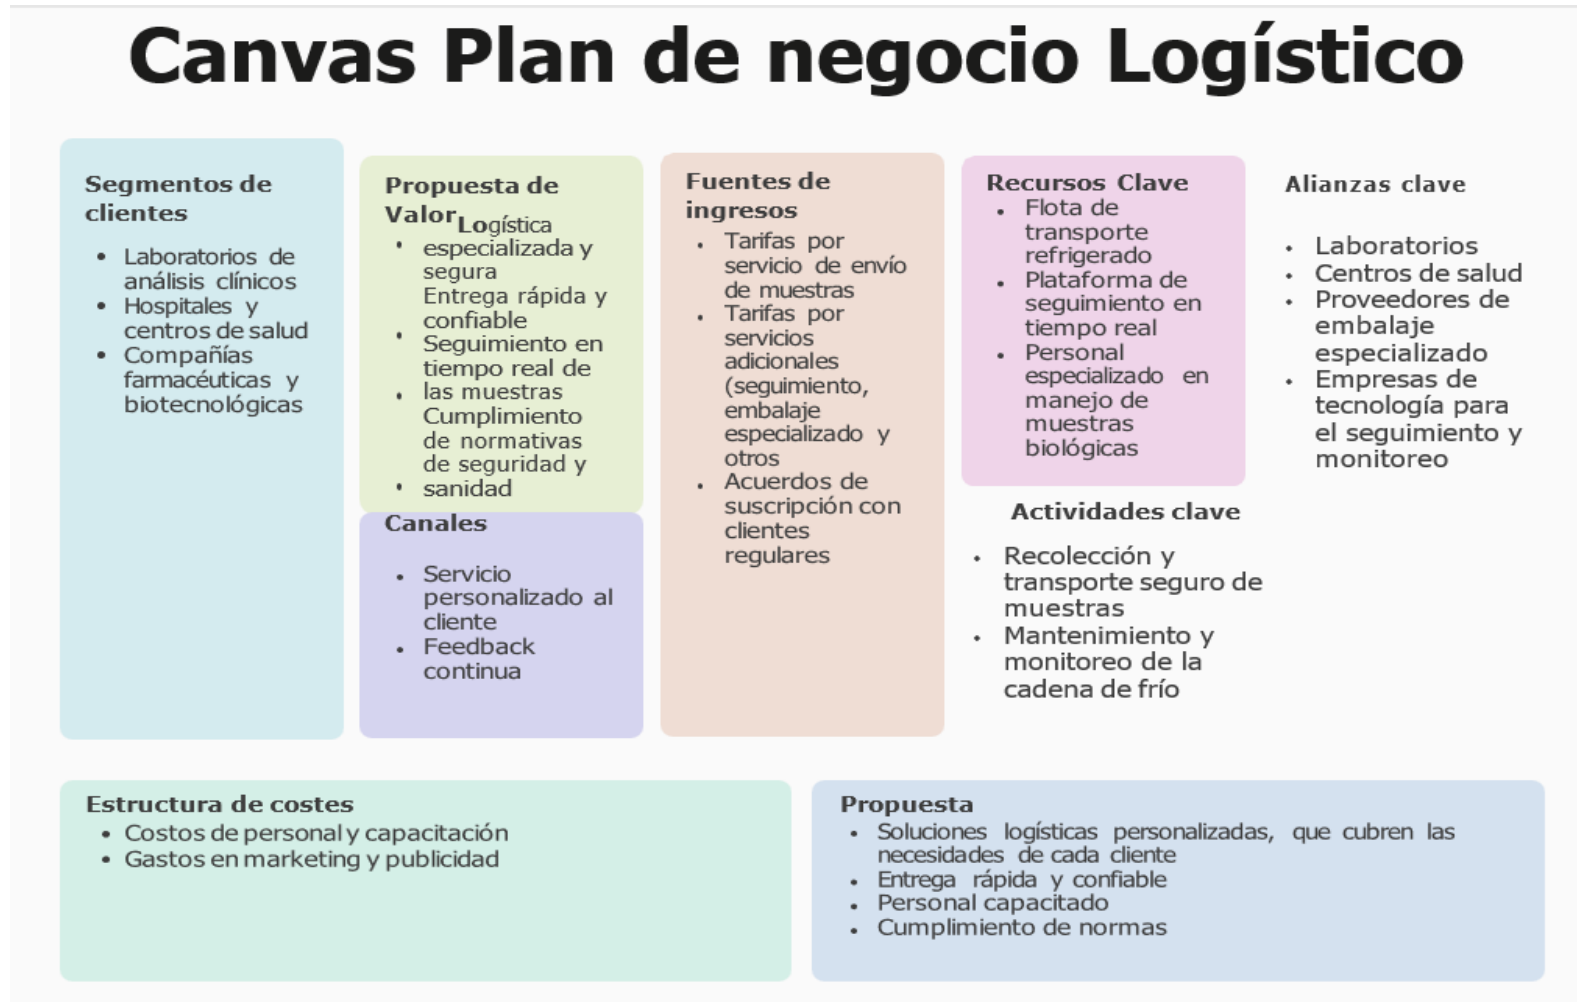 Canvas Plan de negocio Logístico
Segmentos de
clientes
• Laboratorios de
análisis clínicos
• Hospitales y
centros de salud
• Compañías
farmacéuticas y
biotecnológicas
Propuesta de
Valor
Logística
• especializada y
segura
Entrega rápida y
confiable
• Seguimiento en
tiempo real de
• las muestras
Cumplimiento
de normativas
de seguridad y
• sanidad
Canales
• Servicio
personalizado al
cliente
• Feedback
continua
Fuentes de
ingresos
• Tarifas por
servicio de envío
de muestras
• Tarifas por
servicios
adicionales
(seguimiento,
embalaje
especializado y
otros
• Acuerdos de
suscripción con
clientes
regulares
Recursos Clave
• Flota de
transporte
refrigerado
• Plataforma de
seguimiento en
tiempo real
• Personal
especializado en
manejo de
muestras
biológicas
Actividades clave
• Recolección y
transporte seguro de
muestras
• Mantenimiento y
monitoreo de la
cadena de frío
Alianzas clave
• Laboratorios
• Centros de salud
• Proveedores de
embalaje
especializado
• Empresas de
tecnología para
el seguimiento y
monitoreo
Estructura de costes
• Costos de personal y capacitación
• Gastos en marketing y publicidad
Propuesta
• Soluciones logísticas personalizadas, que cubren las
necesidades de cada cliente
• Entrega rápida y confiable
• Personal capacitado
• Cumplimiento de normas